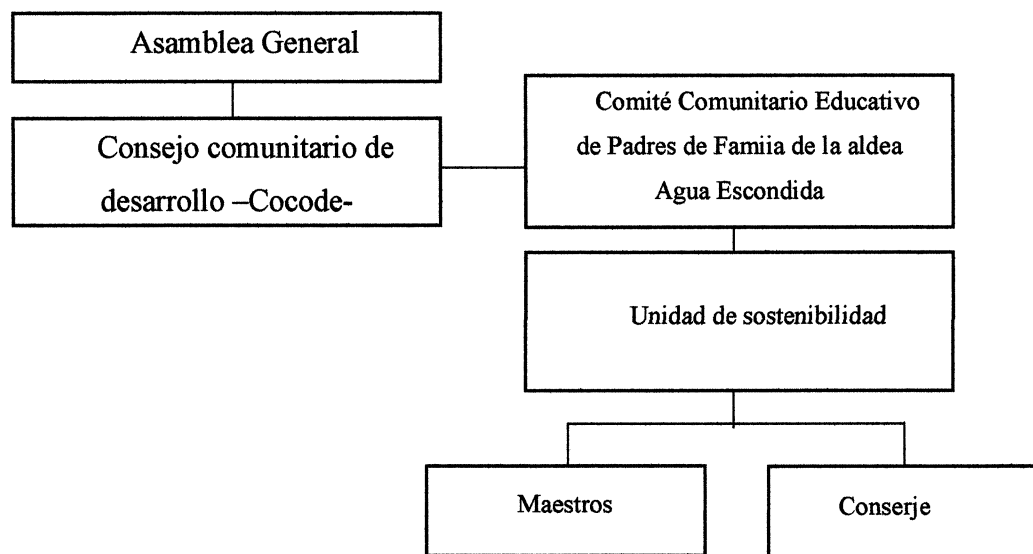 Asamblea General
Consejo comunitario de
desarrollo –Cocode-
Comité Comunitario Educativo
de Padres de Famiia de la aldea
Agua Escondida
Unidad de sostenibilidad
Maestros
Conserje